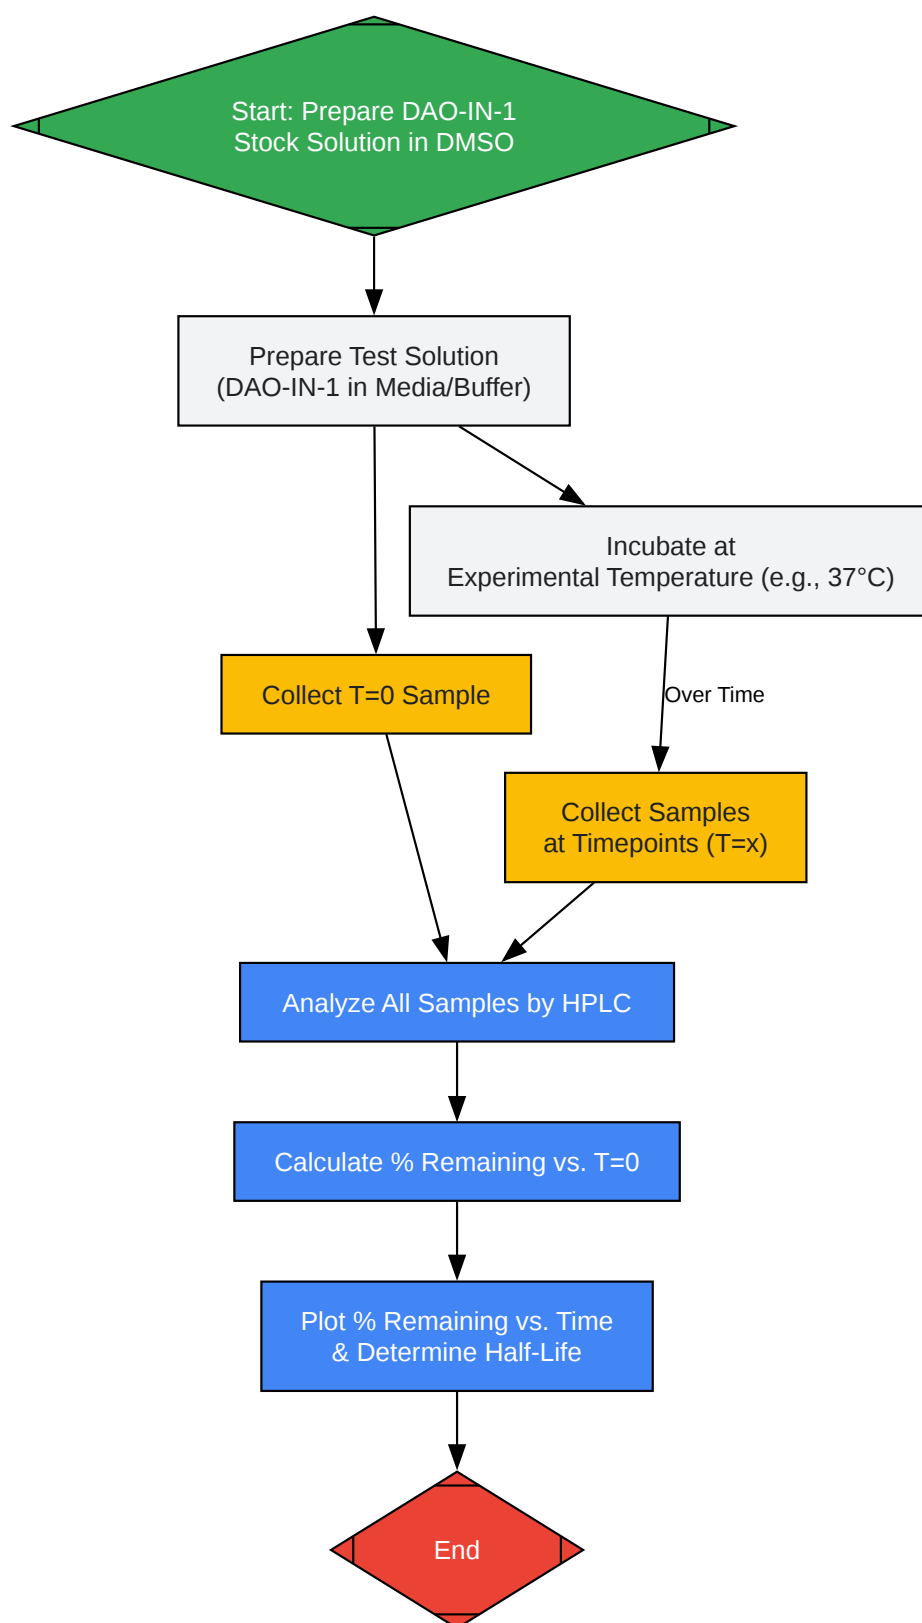 Start: Prepare DAO-IN-1
Stock Solution in DMSO
Prepare Test Solution
(DAO-IN-1 in Media/Buffer)
Incubate at
Experimental Temperature (e.g., 37°C)
Collect T=0 Sample
Over Time
Collect Samples
at Timepoints (T=x)
Analyze All Samples by HPLC
Calculate % Remaining vs. T=0
Plot % Remaining vs. Time
& Determine Half-Life
End